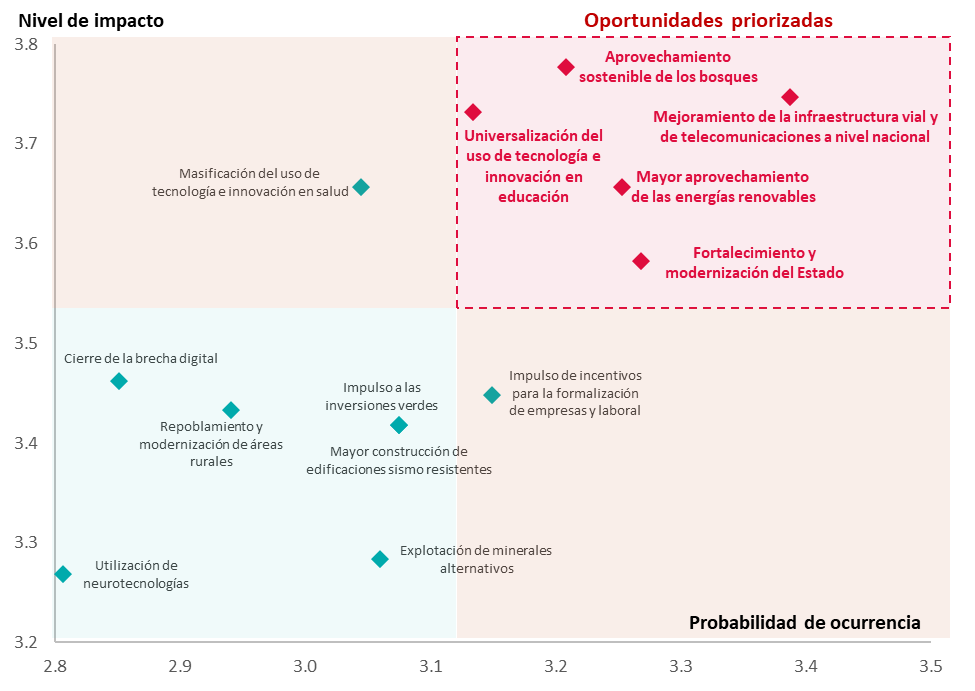 Nivel de impacto
Oportunidades priorizadas
3.8
3.7
3.6
3.5
3.4
3.3
3.2
Aprovechamiento
sostenible de los bosques
Mejoramiento de la infraestructura vial y
de telecomunicaciones a nivel nacional
Universalización del
uso de tecnología e
innovación en
educación
Masificación del uso de
tecnología e innovación en salud
Mayor aprovechamiento
de las energías renovables
Fortalecimiento y
modernización del Estado
Cierre de la brecha digital
Repoblamiento y
modernización de áreas
rurales
Impulso a las
inversiones verdes
Mayor construcción de
edificaciones sismo resistentes
Impulso de incentivos
para la formalización
de empresas y laboral
Utilización de
neurotecnologías
Explotación de minerales
alternativos
Probabilidad de ocurrencia
2.8
2.9
3.0
3.1
3.2
3.3
3.4
3.5